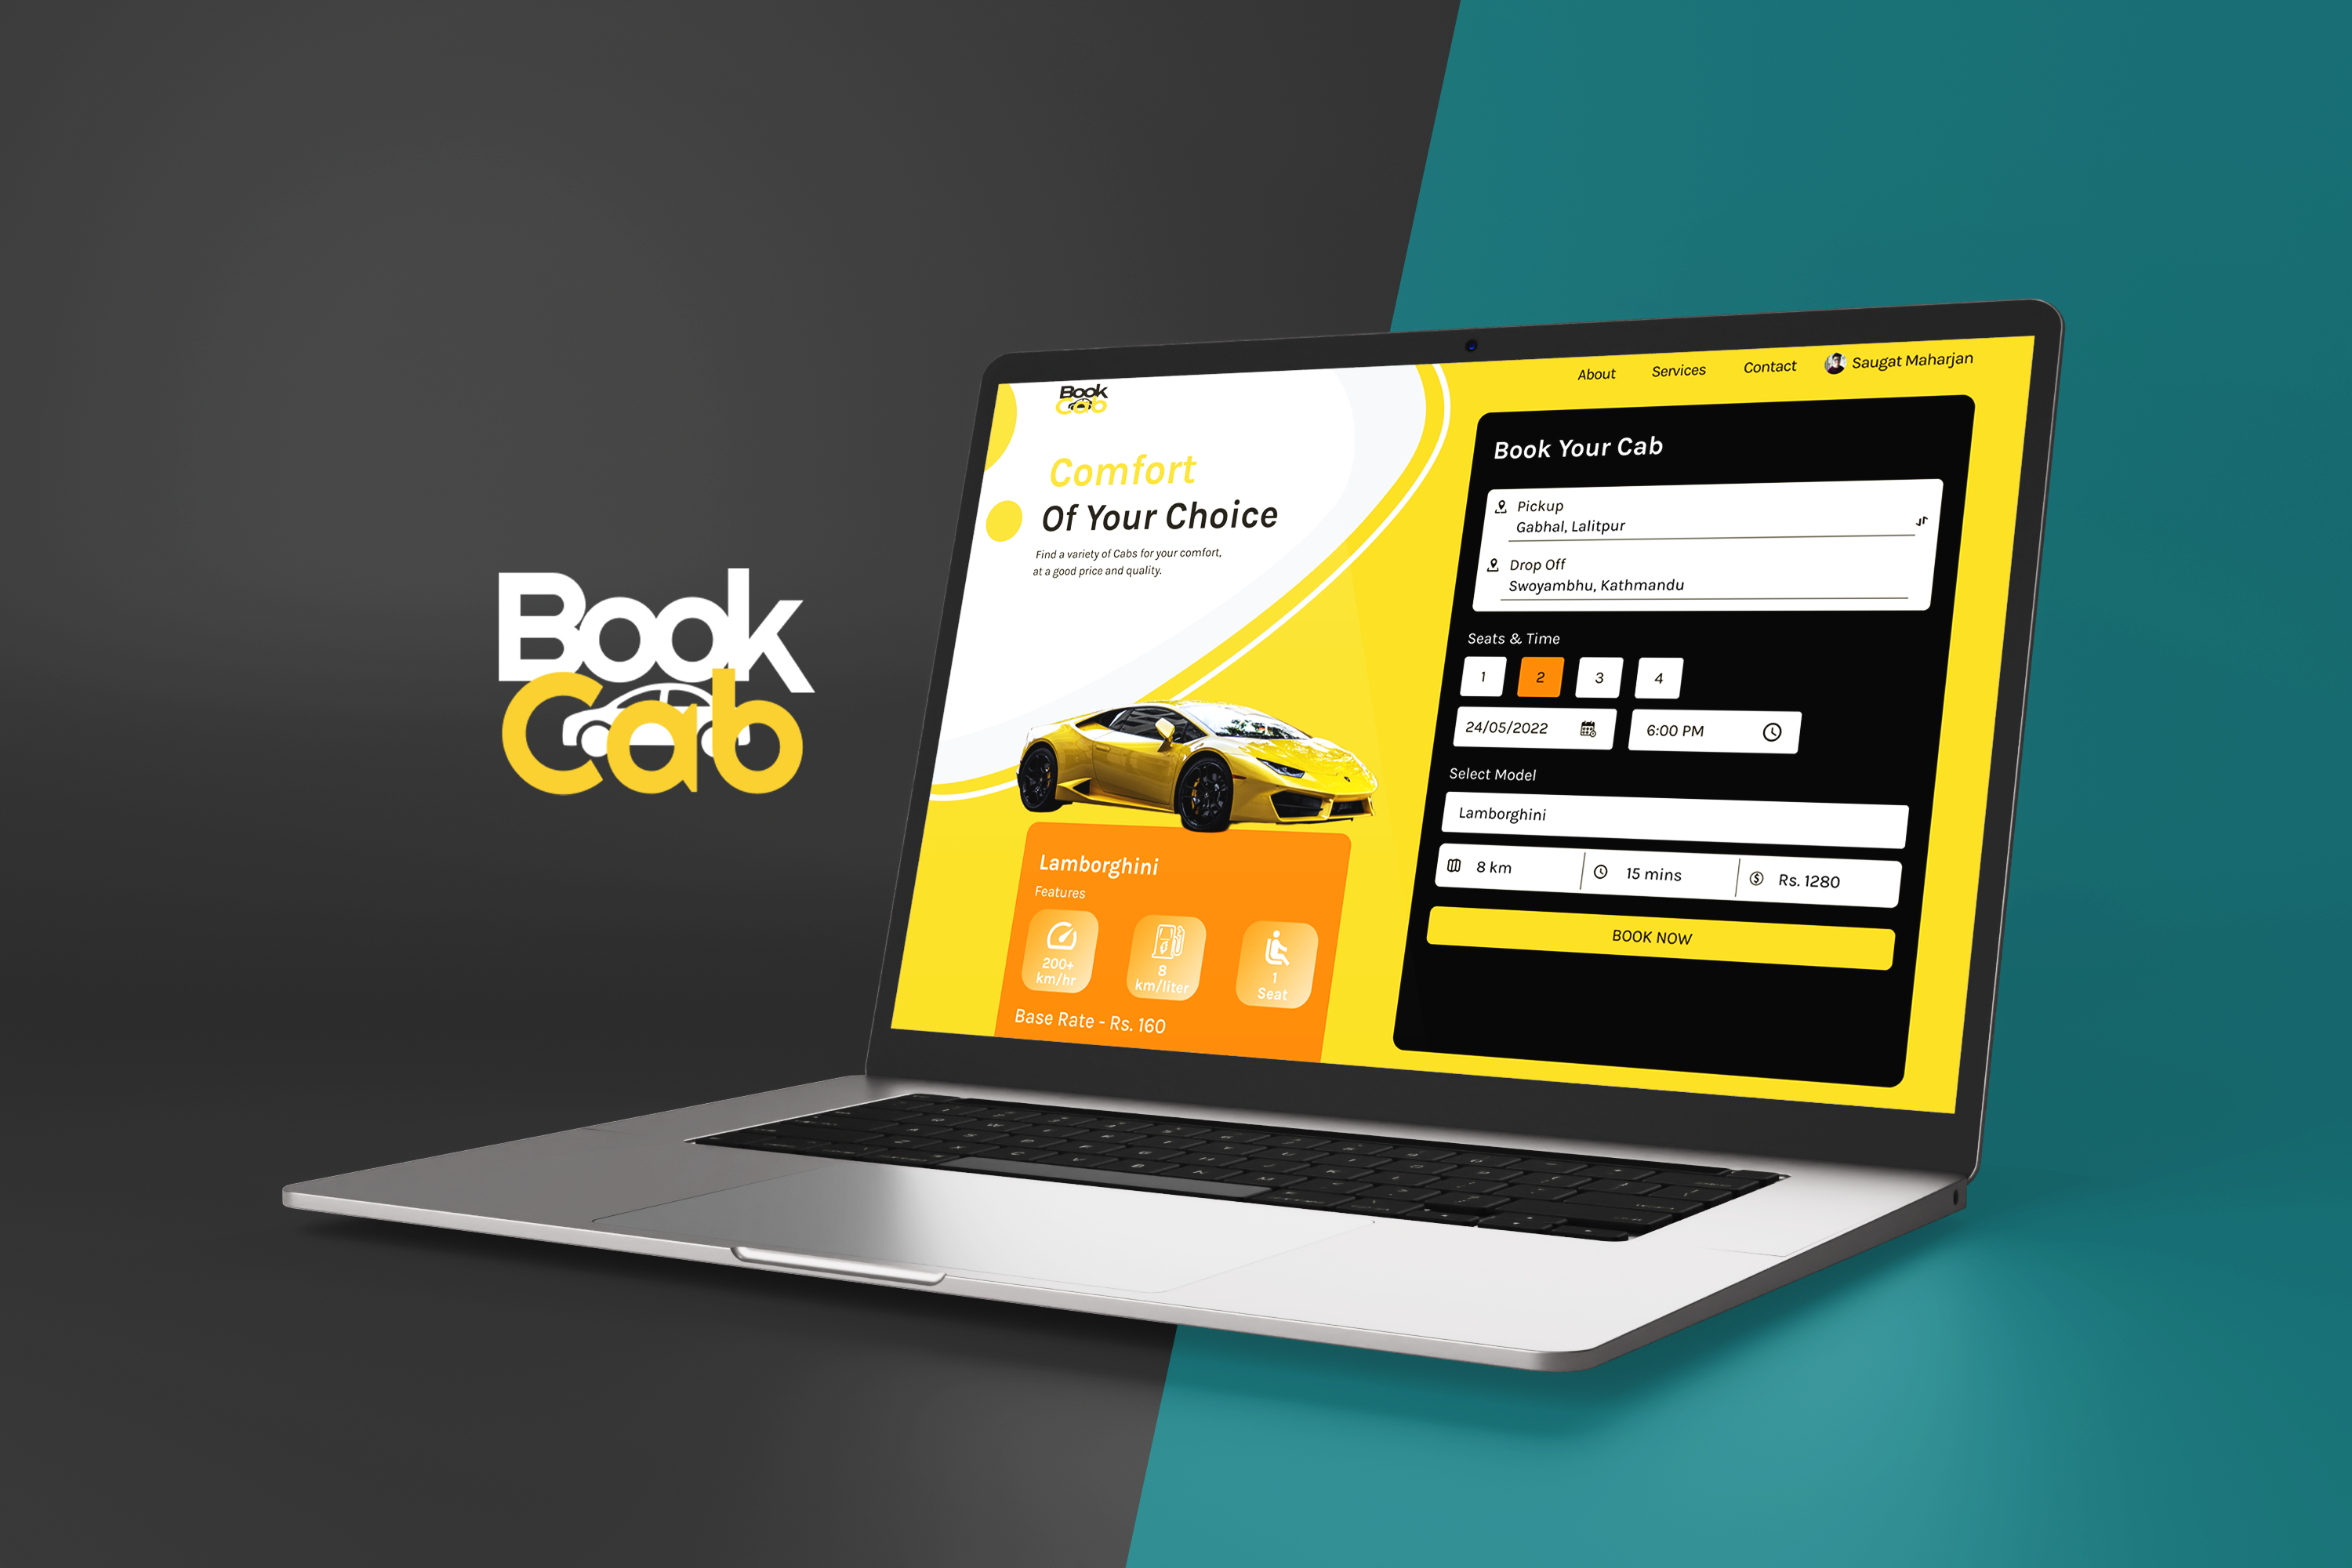 Book
Cab
Book
Cab
About
Services
Contact
Saugat Maharjan
Comfort
Of Your Choice
Find a variety of Cabs for your comfort,
at a good price and quality.
Lamborghini
Features
200+
km/hr
8
km/liter
1
Seat
Base Rate - Rs. 160
Book Your Cab
Pickup
Gabhal, Lalitpur
Drop Off
Swoyambhu, Kathmandu
Seats & Time
1
2
3
4
24/05/2022
6:00 PM
Select Model
Lamborghini
8 km
15 mins
Rs. 1280
BOOK NOW